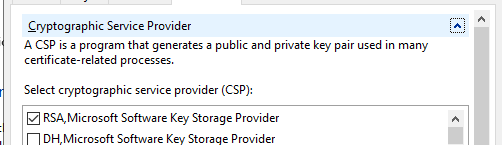 Cryptographic Service Provider
A CSP is a program that generates a public and private key pair used in many
certificate-related processes.
Select cryptographic service provider (CSP):
RSA,Microsoft Software Key Storage Provider
DH,Microsoft Software Key Storage Provider